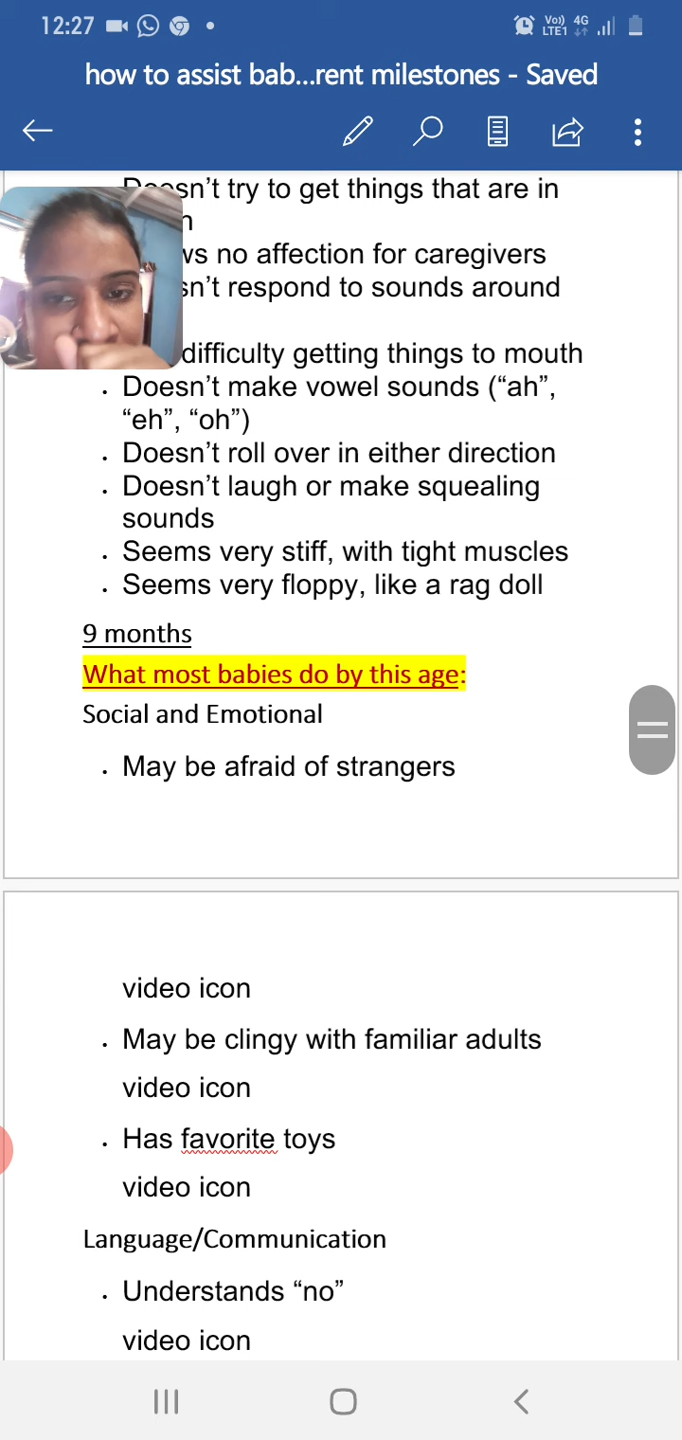 12:27
Vo)) 4G
LTE1
how to assist bab...rent milestones - Saved
Doesn't try to get things that are in
no affection for caregivers
respond to sounds around
difficulty getting things to mouth
• Doesn't make vowel sounds ("ah",
"eh", "oh")
• Doesn't roll over in either direction
• Doesn't laugh or make squealing
sounds
• Seems very stiff, with tight muscles
• Seems very floppy, like a rag doll
9 months
What most babies do by this age:
Social and Emotional
• May be afraid of strangers
video icon
• May be clingy with familiar adults
video icon
• Has favorite toys
video icon
Language/Communication
• Understands "no"
video icon